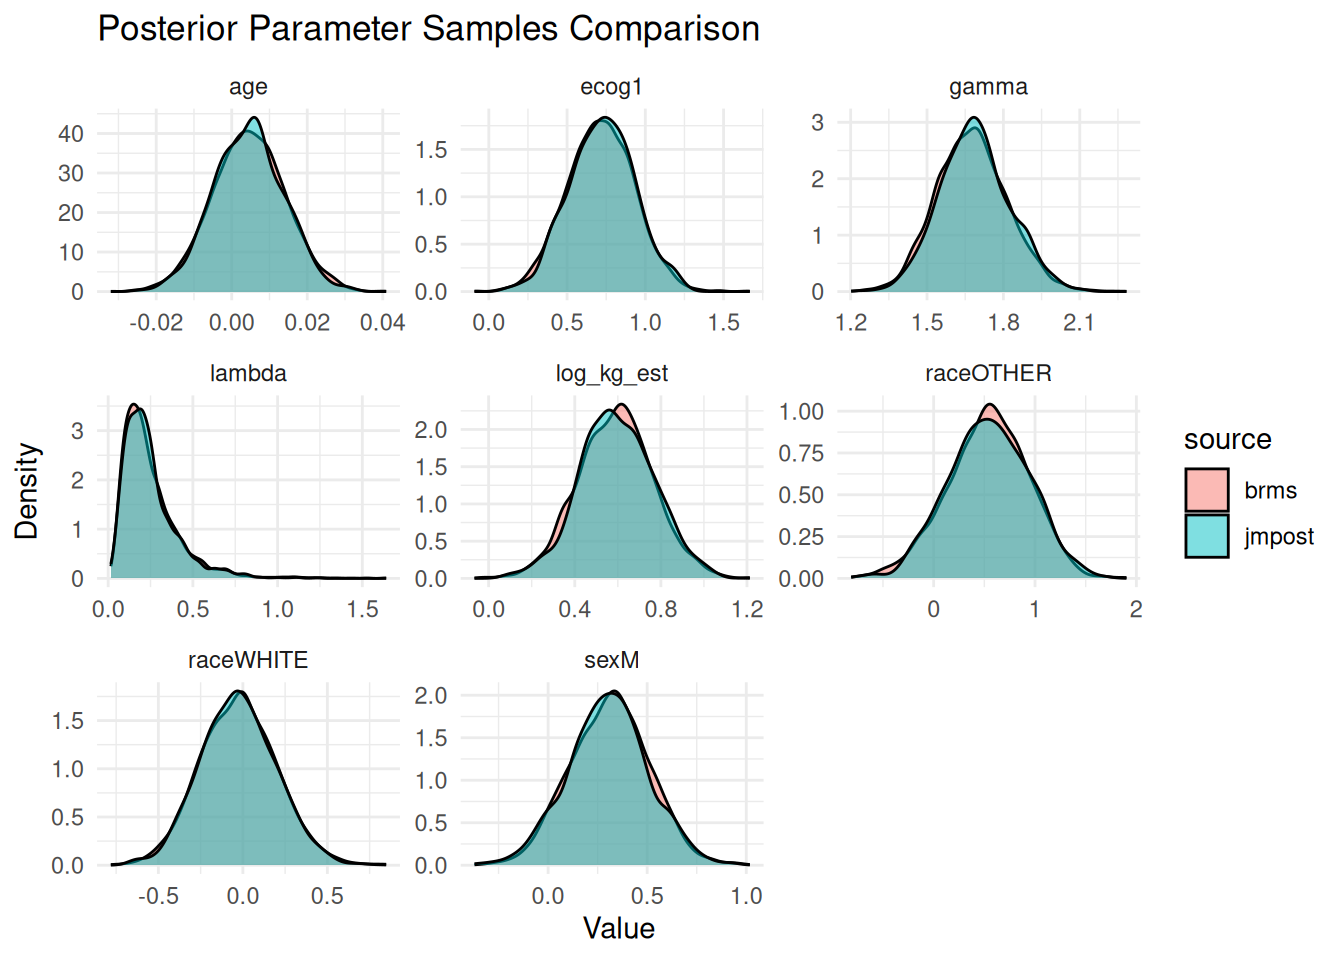 Posterior Parameter Samples Comparison
age
ecog1
gamma
40
30
20
10
0
-0.02 0.00 0.02 0.04
1.5
1.0
0.5
0.0
0.0 0.5 1.0 1.5
3
2
1
0
1.2 1.5 1.8 2.1
lambda
log_kg_est
raceOTHER
3
2
1
0
0.0 0.5 1.0 1.5
2.0
1.5
1.0
0.5
0.0
0.0 0.4 0.8 1.2
1.00
0.75
0.50
0.25
0.00
0 1 2
raceWHITE
sexM
1.5
1.0
0.5
0.0
-0.5 0.0 0.5
2.0
1.5
1.0
0.5
0.0
0.0 0.5 1.0
Density
Value
source
brms
jmpost